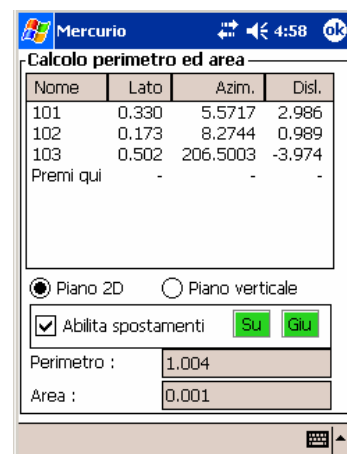 Mercurio 4:58 ok
Calcolo perimetro ed area
Nome Lato Azim. Disl.
101 0.330 5.5717 2.986
102 0.173 8.2744 0.989
103 0.502 206.5003 -3.974
Premi qui - - -
Piano 2D Piano verticale
Abilita spostamenti Su Giu
Perimetro : 1.004
Area : 0.001